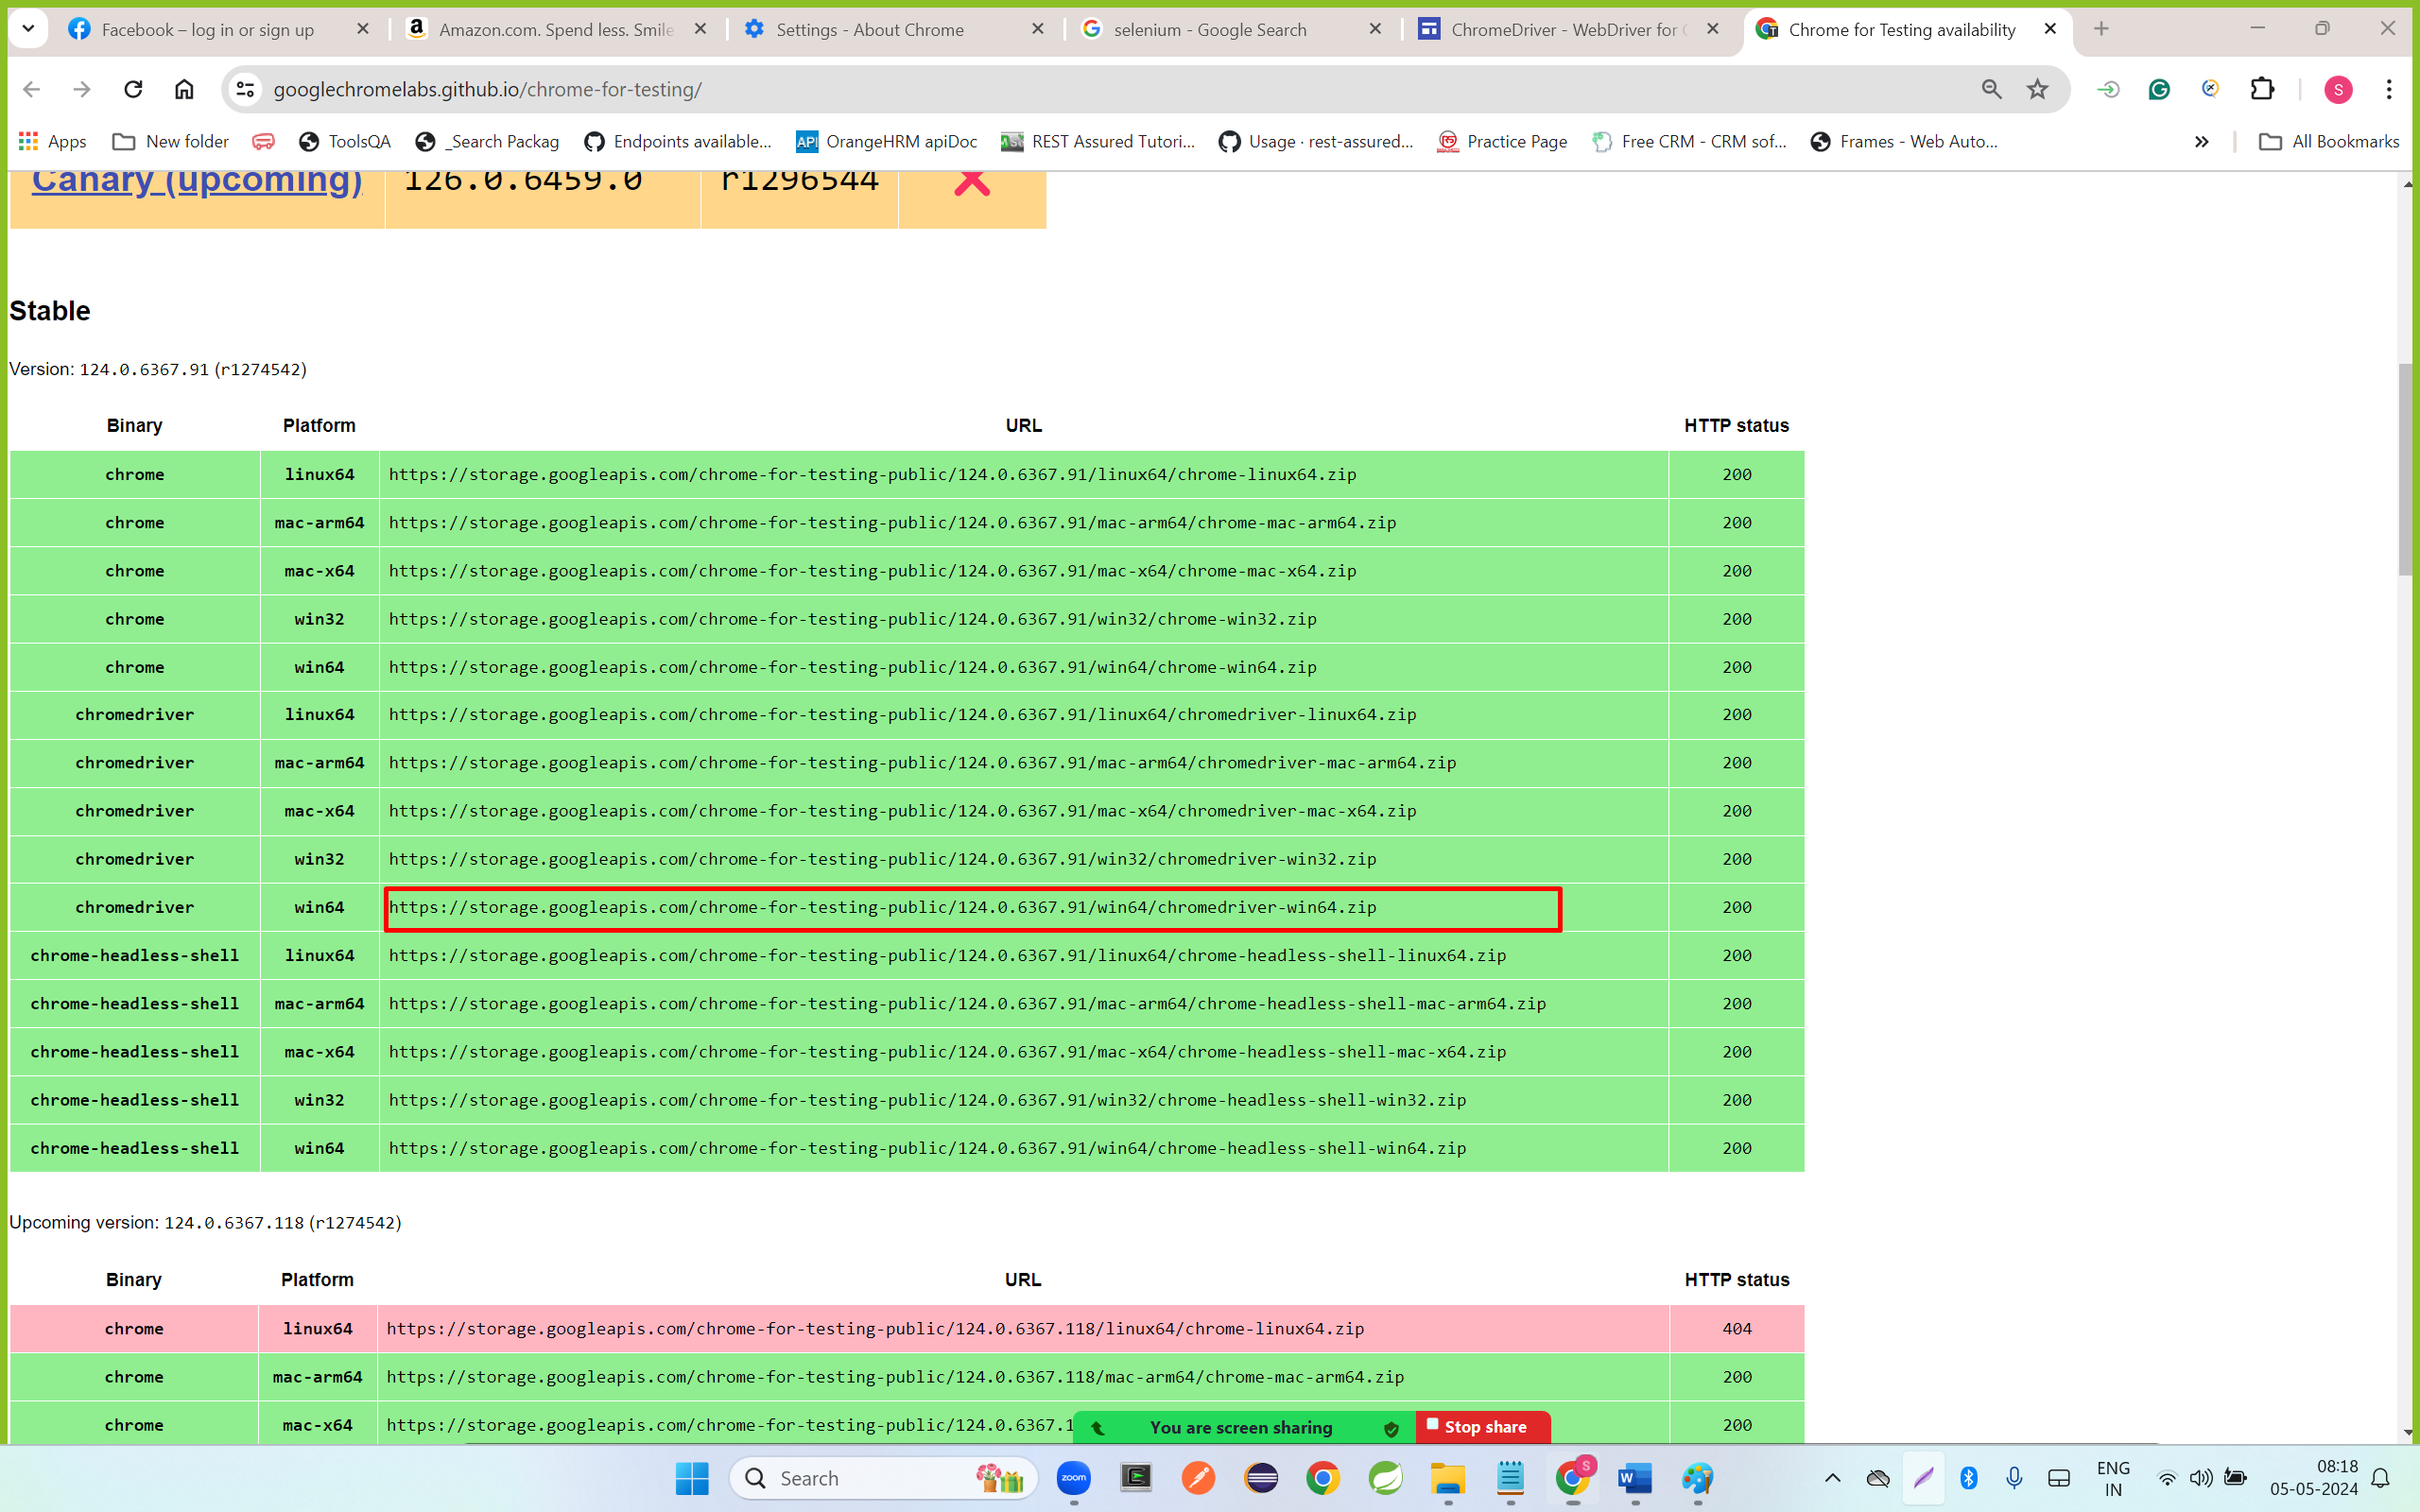 Facebook – log in or sign up
Amazon.com. Spend less. Smile
Settings - About Chrome
selenium - Google Search
ChromeDriver - WebDriver for
Chrome for Testing availability
googlechromelabs.github.io/chrome-for-testing/
S
Apps
New folder
ToolsQA
_Search Packag
Endpoints available...
API OrangeHRM apiDoc
REST Assured Tutori...
Usage · rest-assured...
Practice Page
Free CRM - CRM sof...
Frames - Web Auto...
All Bookmarks
Canary (upcoming) 126.0.6459.0 r1296544
Stable
Version: 124.0.6367.91 (r1274542)
Binary Platform URL HTTP status
chrome linux64 https://storage.googleapis.com/chrome-for-testing-public/124.0.6367.91/linux64/chrome-linux64.zip 200
chrome mac-arm64 https://storage.googleapis.com/chrome-for-testing-public/124.0.6367.91/mac-arm64/chrome-mac-arm64.zip 200
chrome mac-x64 https://storage.googleapis.com/chrome-for-testing-public/124.0.6367.91/mac-x64/chrome-mac-x64.zip 200
chrome win32 https://storage.googleapis.com/chrome-for-testing-public/124.0.6367.91/win32/chrome-win32.zip 200
chrome win64 https://storage.googleapis.com/chrome-for-testing-public/124.0.6367.91/win64/chrome-win64.zip 200
chromedriver linux64 https://storage.googleapis.com/chrome-for-testing-public/124.0.6367.91/linux64/chromedriver-linux64.zip 200
chromedriver mac-arm64 https://storage.googleapis.com/chrome-for-testing-public/124.0.6367.91/mac-arm64/chromedriver-mac-arm64.zip 200
chromedriver mac-x64 https://storage.googleapis.com/chrome-for-testing-public/124.0.6367.91/mac-x64/chromedriver-mac-x64.zip 200
chromedriver win32 https://storage.googleapis.com/chrome-for-testing-public/124.0.6367.91/win32/chromedriver-win32.zip 200
chromedriver win64 https://storage.googleapis.com/chrome-for-testing-public/124.0.6367.91/win64/chromedriver-win64.zip 200
chrome-headless-shell linux64 https://storage.googleapis.com/chrome-for-testing-public/124.0.6367.91/linux64/chrome-headless-shell-linux64.zip 200
chrome-headless-shell mac-arm64 https://storage.googleapis.com/chrome-for-testing-public/124.0.6367.91/mac-arm64/chrome-headless-shell-mac-arm64.zip 200
chrome-headless-shell mac-x64 https://storage.googleapis.com/chrome-for-testing-public/124.0.6367.91/mac-x64/chrome-headless-shell-mac-x64.zip 200
chrome-headless-shell win32 https://storage.googleapis.com/chrome-for-testing-public/124.0.6367.91/win32/chrome-headless-shell-win32.zip 200
chrome-headless-shell win64 https://storage.googleapis.com/chrome-for-testing-public/124.0.6367.91/win64/chrome-headless-shell-win64.zip 200
Upcoming version: 124.0.6367.118 (r1274542)
Binary Platform URL HTTP status
chrome linux64 https://storage.googleapis.com/chrome-for-testing-public/124.0.6367.118/linux64/chrome-linux64.zip 404
chrome mac-arm64 https://storage.googleapis.com/chrome-for-testing-public/124.0.6367.118/mac-arm64/chrome-mac-arm64.zip 200
chrome mac-x64 https://storage.googleapis.com/chrome-for-testing-public/124.0.6367.1 200
You are screen sharing
Stop share
Search
zoom
S
W
ENG
IN
08:18
05-05-2024